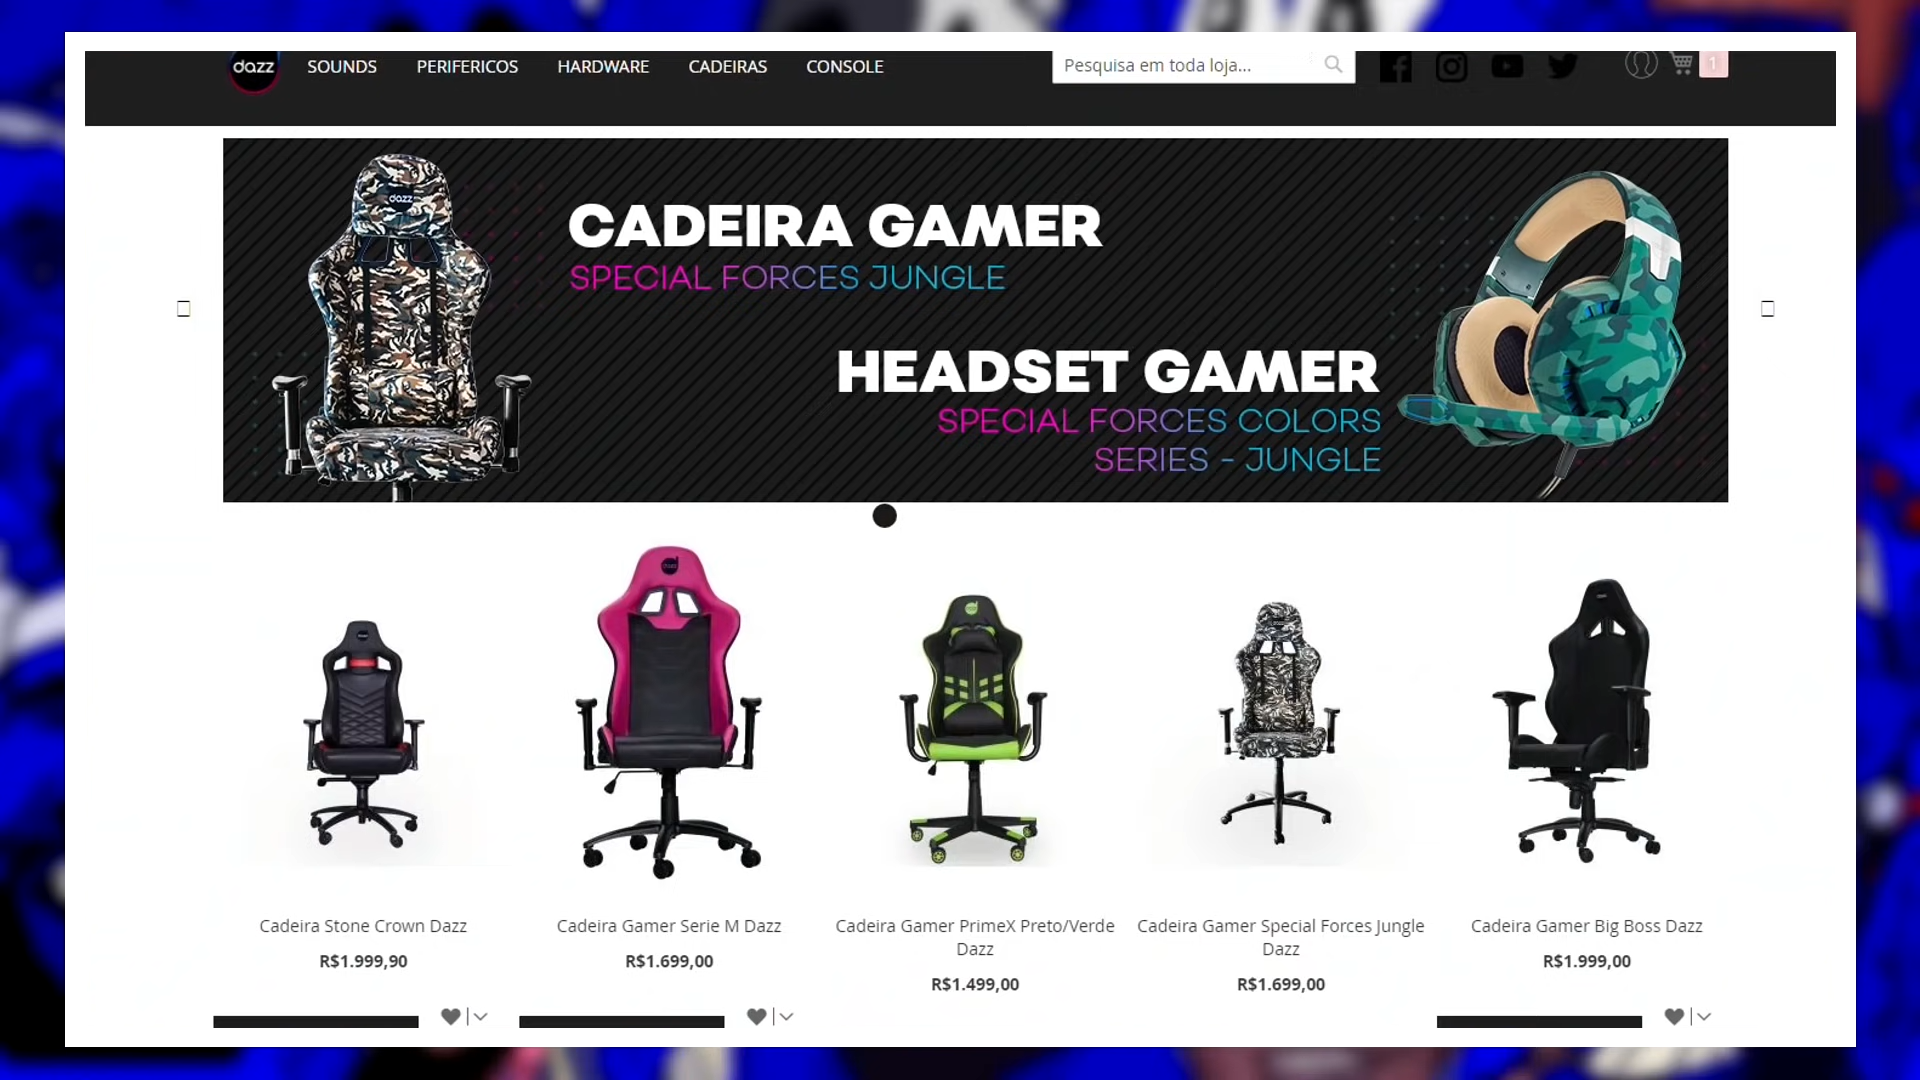 dazz SOUNDS PERIFERICOS HARDWARE CADEIRAS CONSOLE Pesquisa em toda loja... 1
dazz
CADEIRA GAMER
SPECIAL FORCES JUNGLE
HEADSET GAMER
SPECIAL FORCES COLORS
SERIES - JUNGLE
dazz
Cadeira Stone Crown Dazz
R$1.999,90
Cadeira Gamer Serie M Dazz
R$1.699,00
Cadeira Gamer PrimeX Preto/Verde
Dazz
R$1.499,00
Cadeira Gamer Special Forces Jungle
Dazz
R$1.699,00
Cadeira Gamer Big Boss Dazz
R$1.999,00